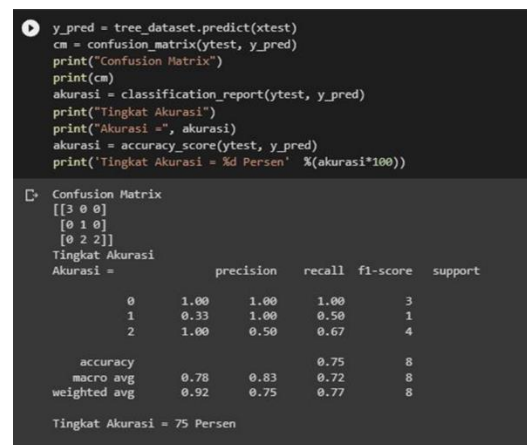 y_pred = tree_dataset.predict(xtest)
cm = confusion_matrix(ytest, y_pred)
print("Confusion Matrix")
print(cm)
akurasi = classification_report(ytest, y_pred)
print("Tingkat Akurasi")
print("Akurasi =", akurasi)
akurasi = accuracy_score(ytest, y_pred)
print('Tingkat Akurasi = %d Persen' %(akurasi*100))
Confusion Matrix
[[3 0 0]
[0 1 0]
[0 2 2]]
Tingkat Akurasi
Akurasi = precision recall f1-score support
0 1.00 1.00 1.00 3
1 0.33 1.00 0.50 1
2 1.00 0.50 0.67 4
accuracy 0.75 8
macro avg 0.78 0.83 0.72 8
weighted avg 0.92 0.75 0.77 8
Tingkat Akurasi = 75 Persen